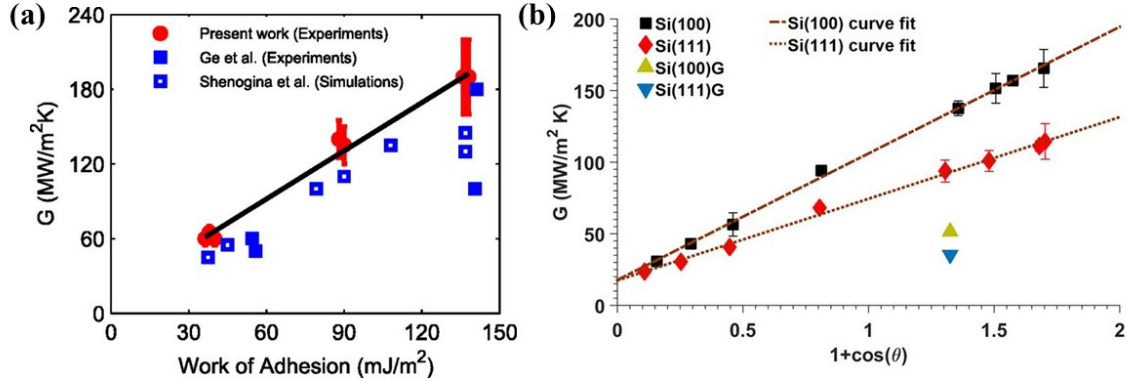 (a)
240
180
120
60
0
G (MW/m²K)
Present work (Experiments)
Ge et al. (Experiments)
Shenogina et al. (Simulations)
0 30 60 90 120 150
Work of Adhesion (mJ/m²)
(b)
200
150
100
50
0
G (MW/m² K)
Si(100)
Si(111)
Si(100)G
Si(111)G
Si(100) curve fit
Si(111) curve fit
0 0.5 1 1.5 2
1+cos(θ)